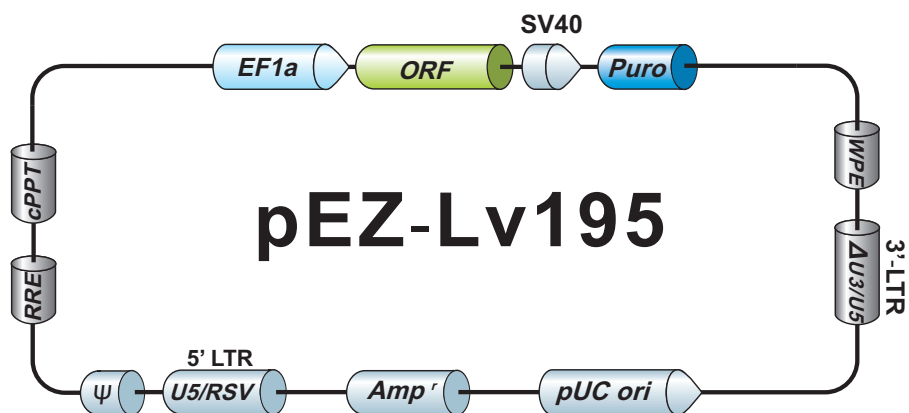 SV40
EF1a
ORF
Puro
cPPT
WPE
pEZ-Lv195
RRE
ΔU3/U5
3'-LTR
5' LTR
Ψ
U5/RSV
Amp r
pUC ori